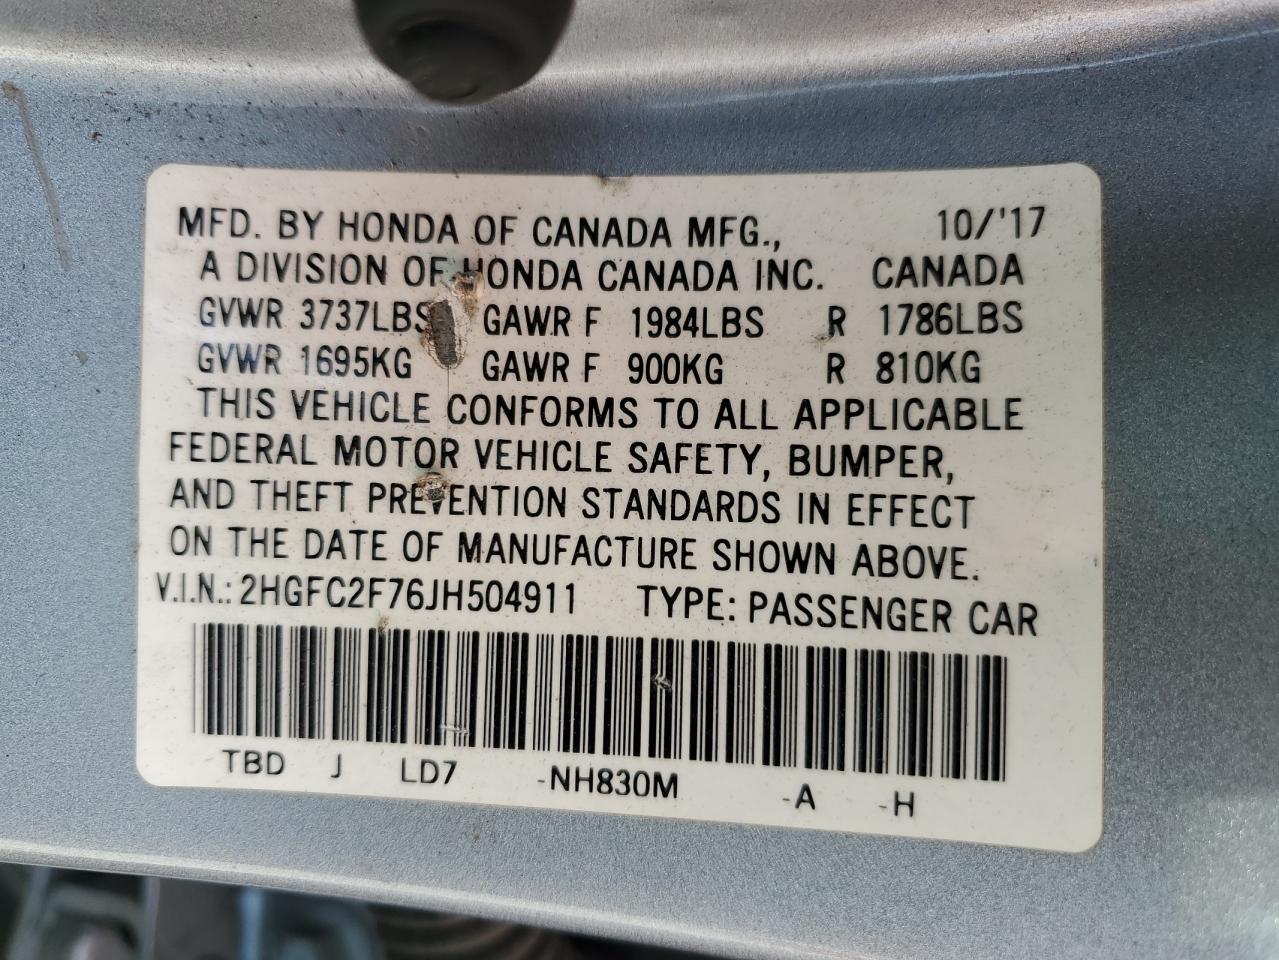 MFD. BY HONDA OF CANADA MFG., 10/'17
A DIVISION OF HONDA CANADA INC. CANADA
GVWR 3737LBS GAWR F 1984LBS R 1786LBS
GVWR 1695KG GAWR F 900KG R 810KG
THIS VEHICLE CONFORMS TO ALL APPLICABLE
FEDERAL MOTOR VEHICLE SAFETY, BUMPER,
AND THEFT PREVENTION STANDARDS IN EFFECT
ON THE DATE OF MANUFACTURE SHOWN ABOVE.
V.I.N.: 2HGFC2F76JH504911 TYPE: PASSENGER CAR
TBD J LD7 -NH830M -A -H